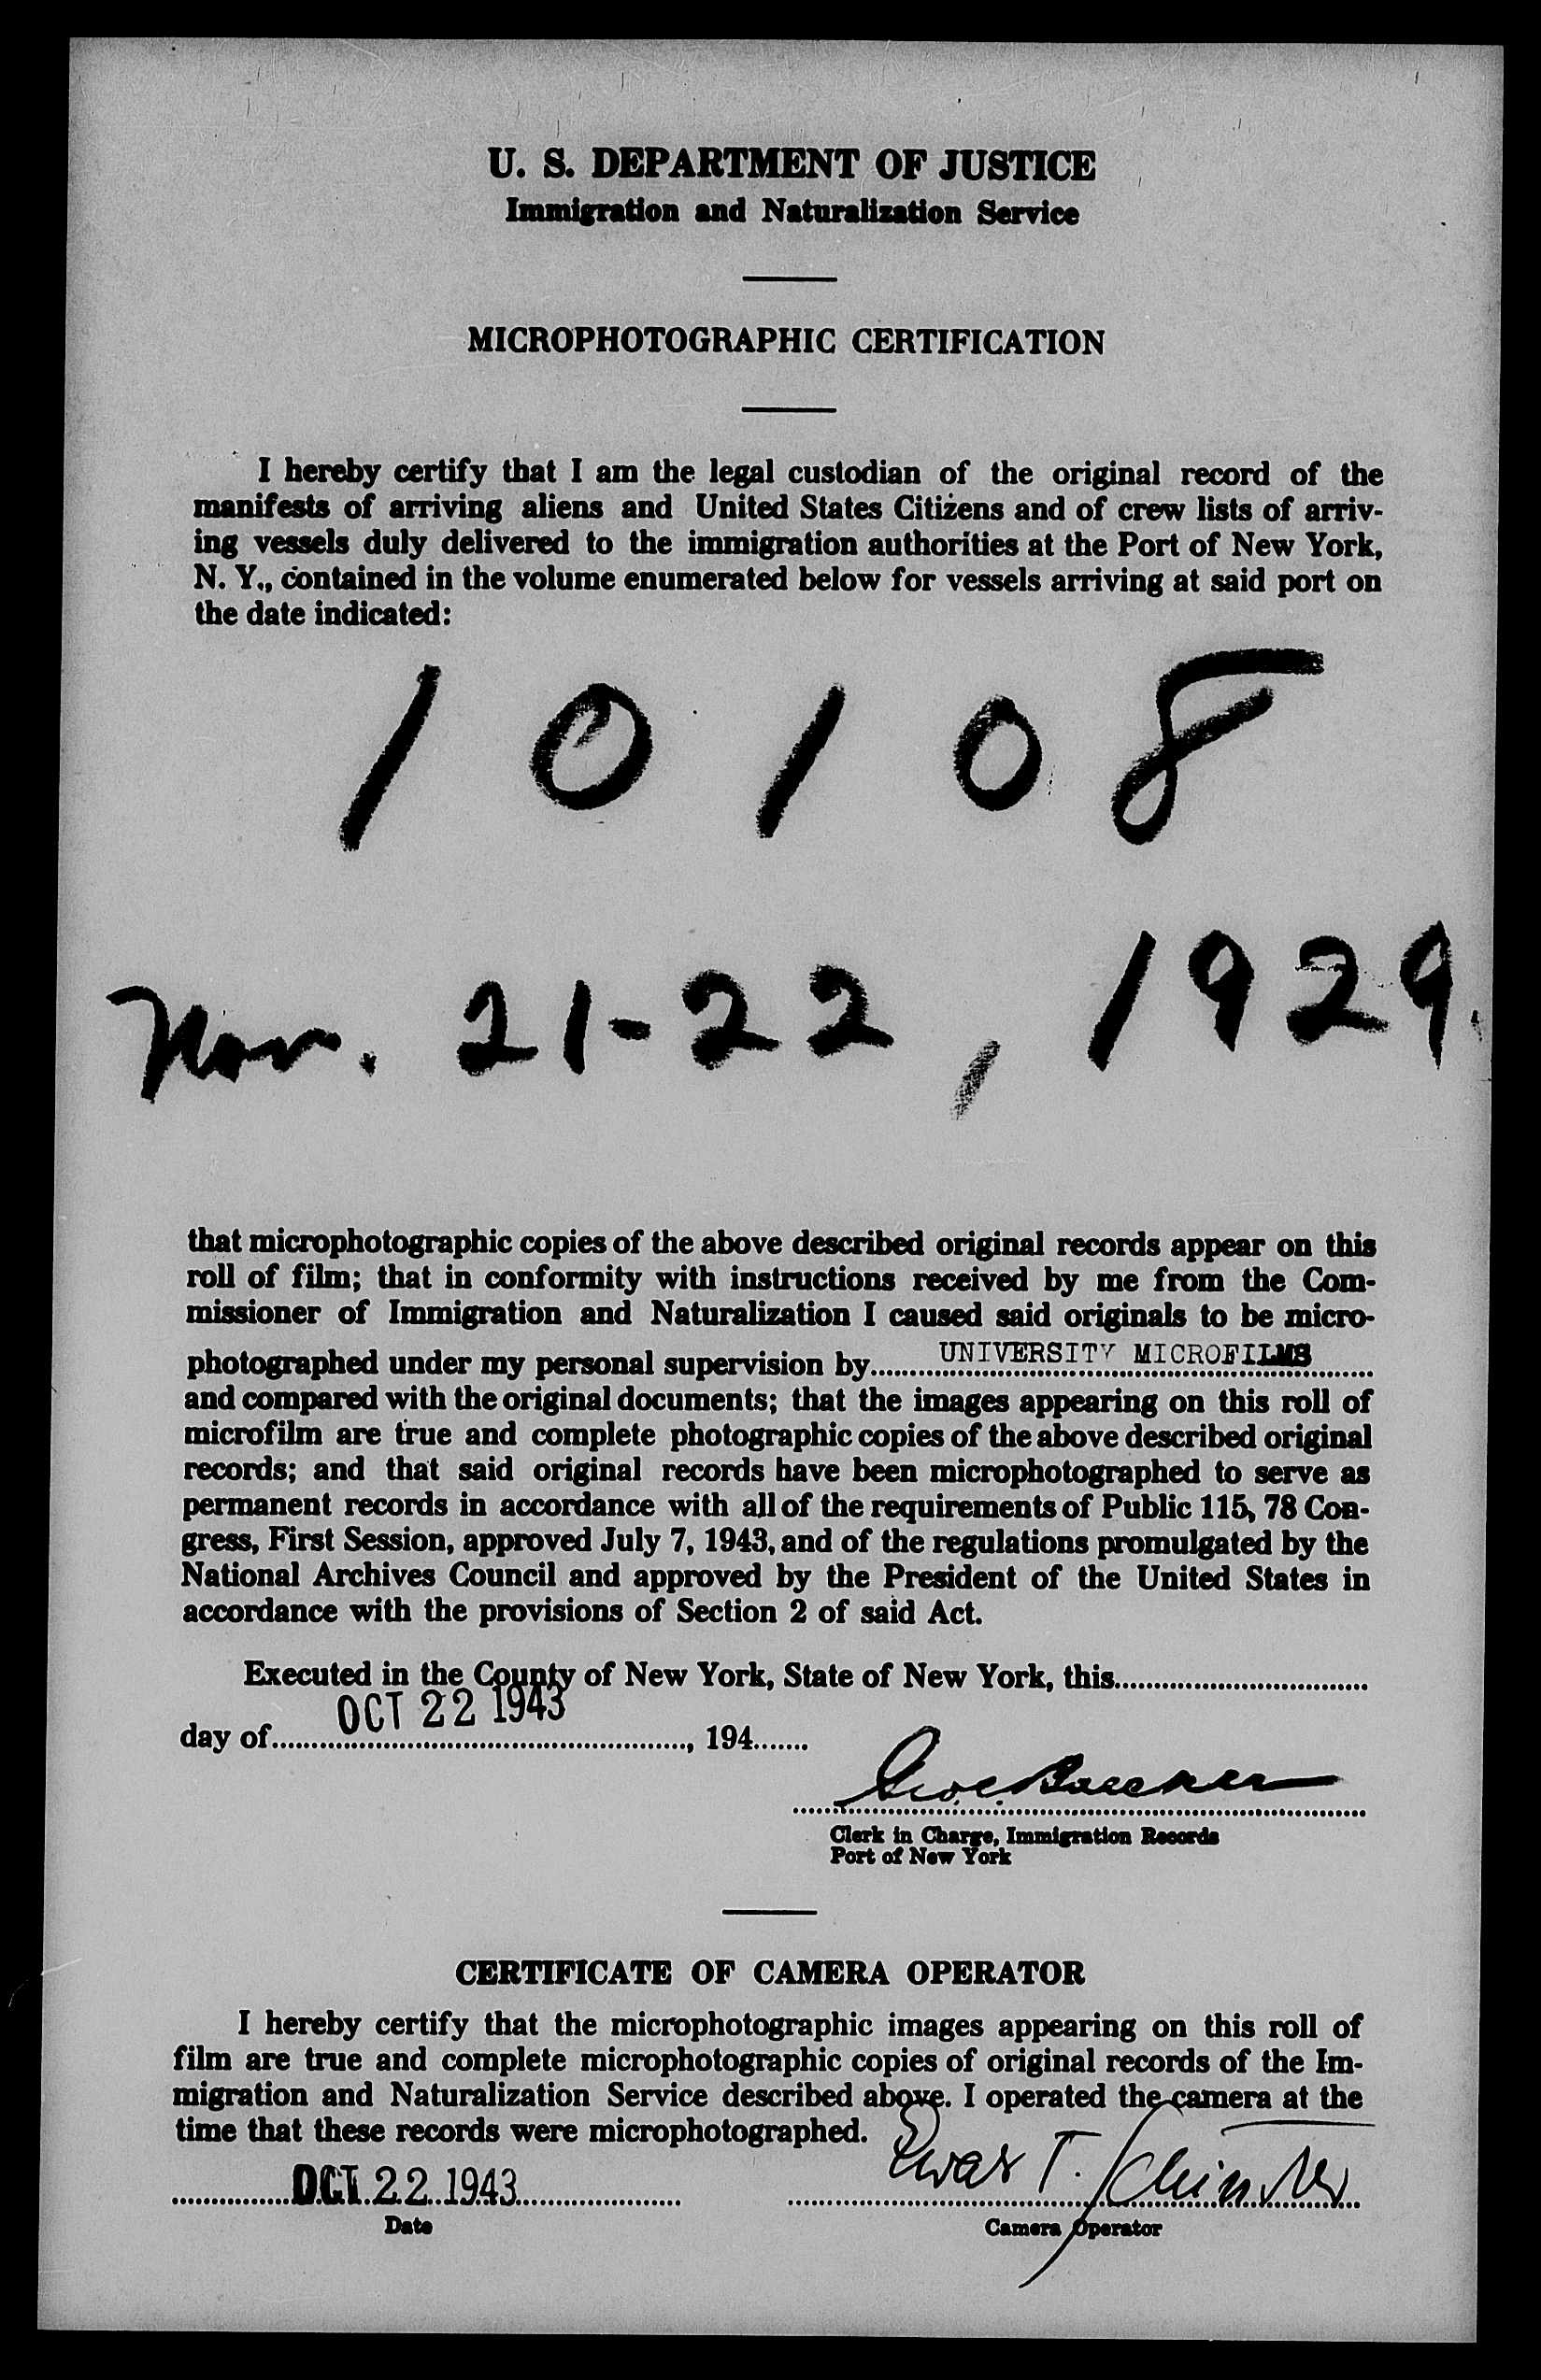 U. S. DEPARTMENT OF JUSTICE
Immigration and Naturalization Service
MICROPHOTOGRAPHIC CERTIFICATION
I hereby certify that I am the legal custodian of the original record of the
manifests of arriving aliens and United States Citizens and of crew lists of arriv-
ing vessels duly delivered to the immigration authorities at the Port of New York,
N. Y., contained in the volume enumerated below for vessels arriving at said port on
the date indicated:
10108
Nov. 21-22, 1929.
that microphotographic copies of the above described original records appear on this
roll of film; that in conformity with instructions received by me from the Com-
missioner of Immigration and Naturalization I caused said originals to be micro-
photographed under my personal supervision by........UNIVERSITY MICROFILMS........
and compared with the original documents; that the images appearing on this roll of
microfilm are true and complete photographic copies of the above described original
records; and that said original records have been microphotographed to serve as
permanent records in accordance with all of the requirements of Public 115, 78 Con-
gress, First Session, approved July 7, 1943, and of the regulations promulgated by the
National Archives Council and approved by the President of the United States in
accordance with the provisions of Section 2 of said Act.
Executed in the County of New York, State of New York, this................................
OCT 22 1943
day of................................................, 194.......
Clerk in Charge, Immigration Records
Port of New York
CERTIFICATE OF CAMERA OPERATOR
I hereby certify that the microphotographic images appearing on this roll of
film are true and complete microphotographic copies of original records of the Im-
migration and Naturalization Service described above. I operated the camera at the
time that these records were microphotographed.
OCT 22 1943 T.
Date Camera Operator